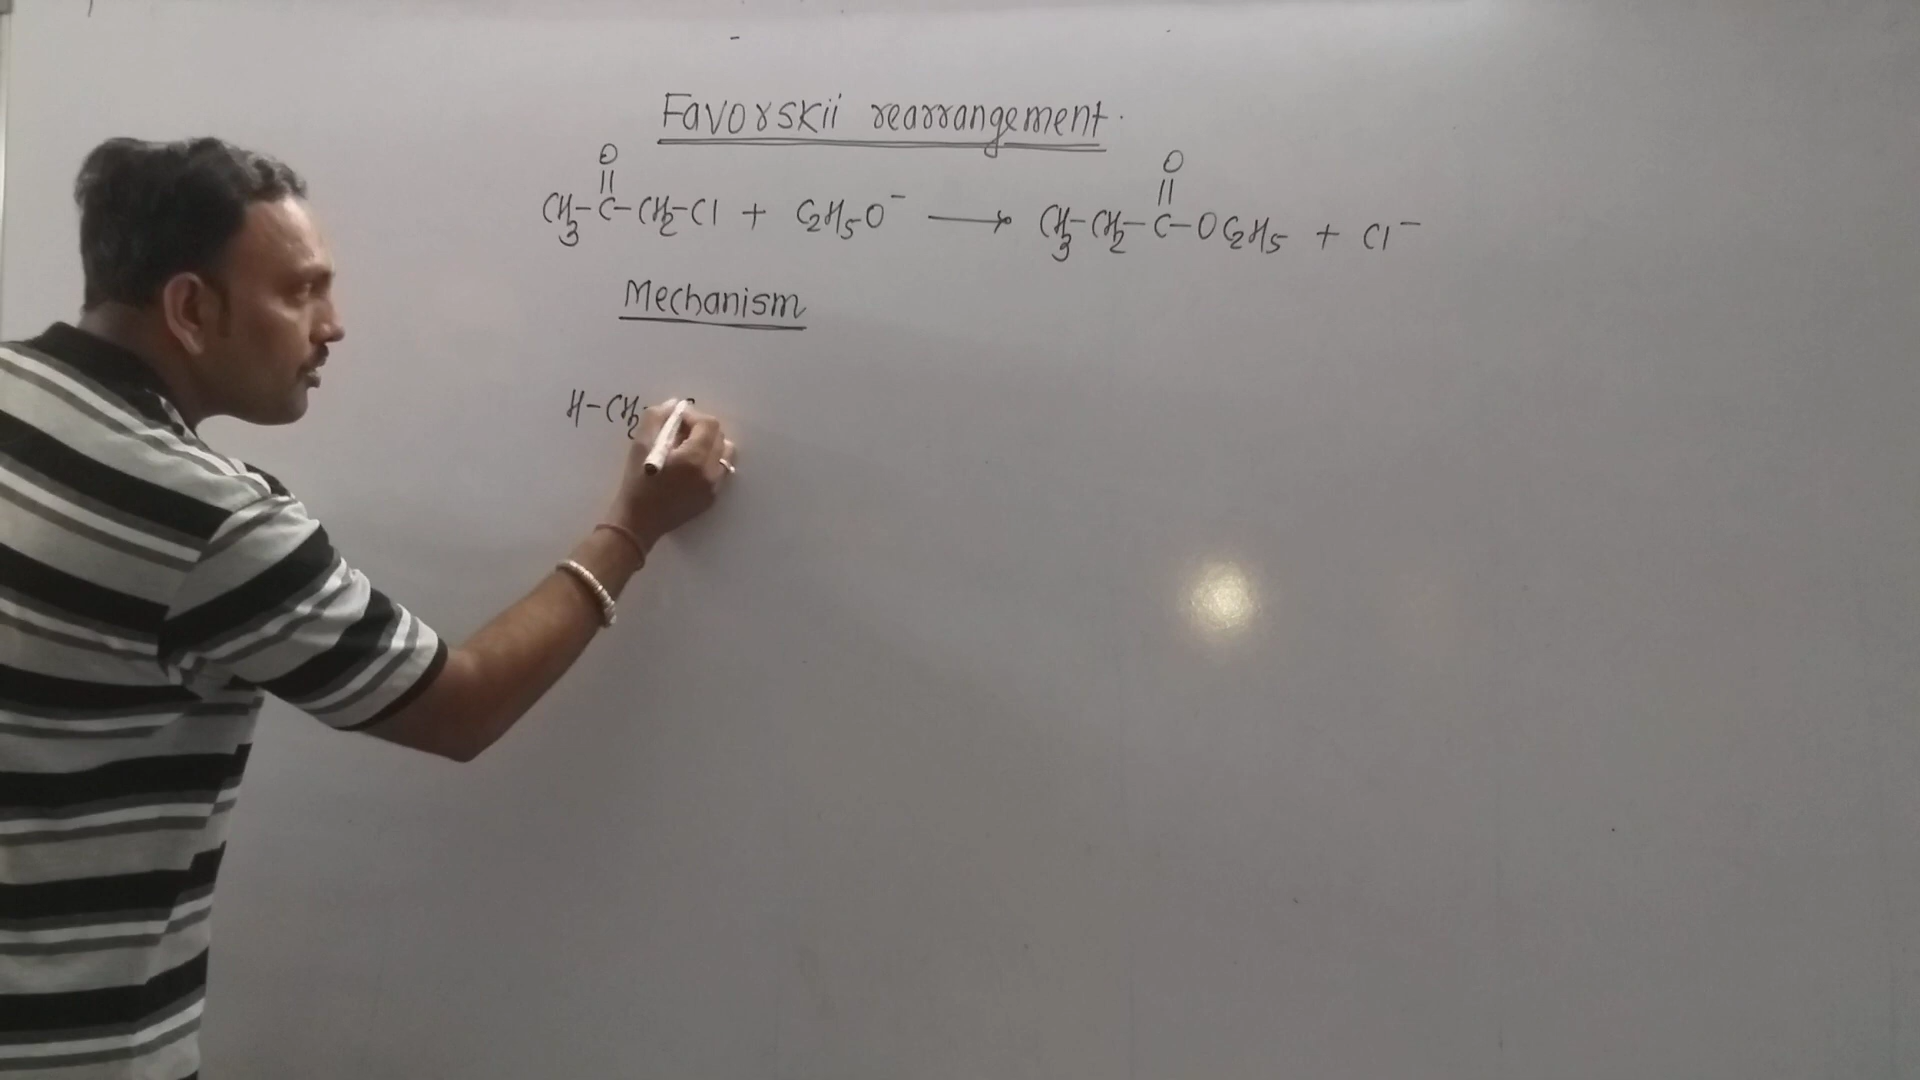 Favorskii rearrangement.
O O
|| ||
CH3-C-CH2-Cl + C2H5O⁻ ⟶ CH3-CH2-C-OC2H5 + Cl⁻
Mechanism
H-CH2-